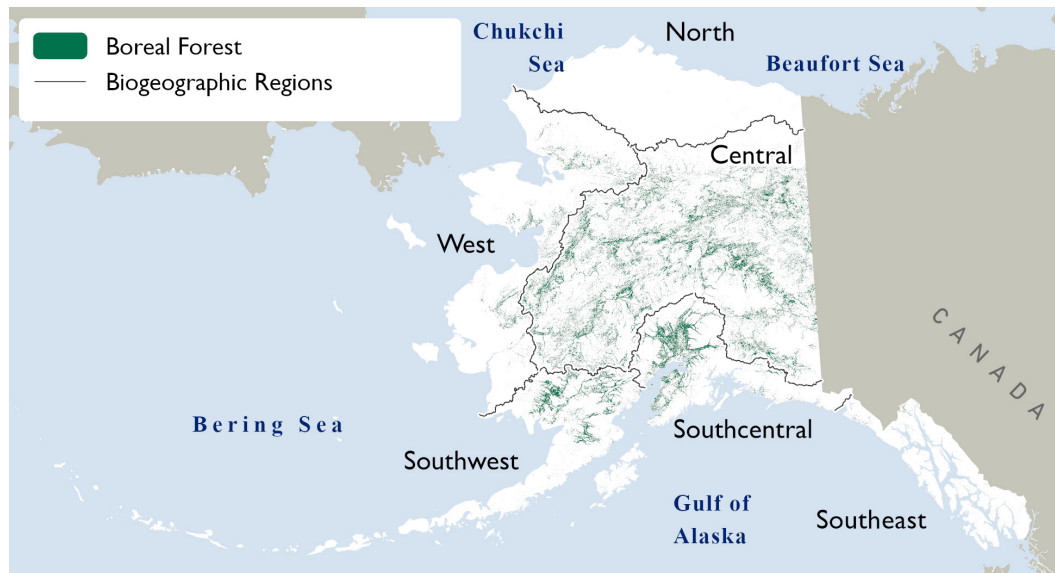 Boreal Forest
Biogeographic Regions
Chukchi
Sea
North
Beaufort Sea
Central
West
CANADA
Bering Sea
Southwest
Southcentral
Gulf of
Alaska
Southeast